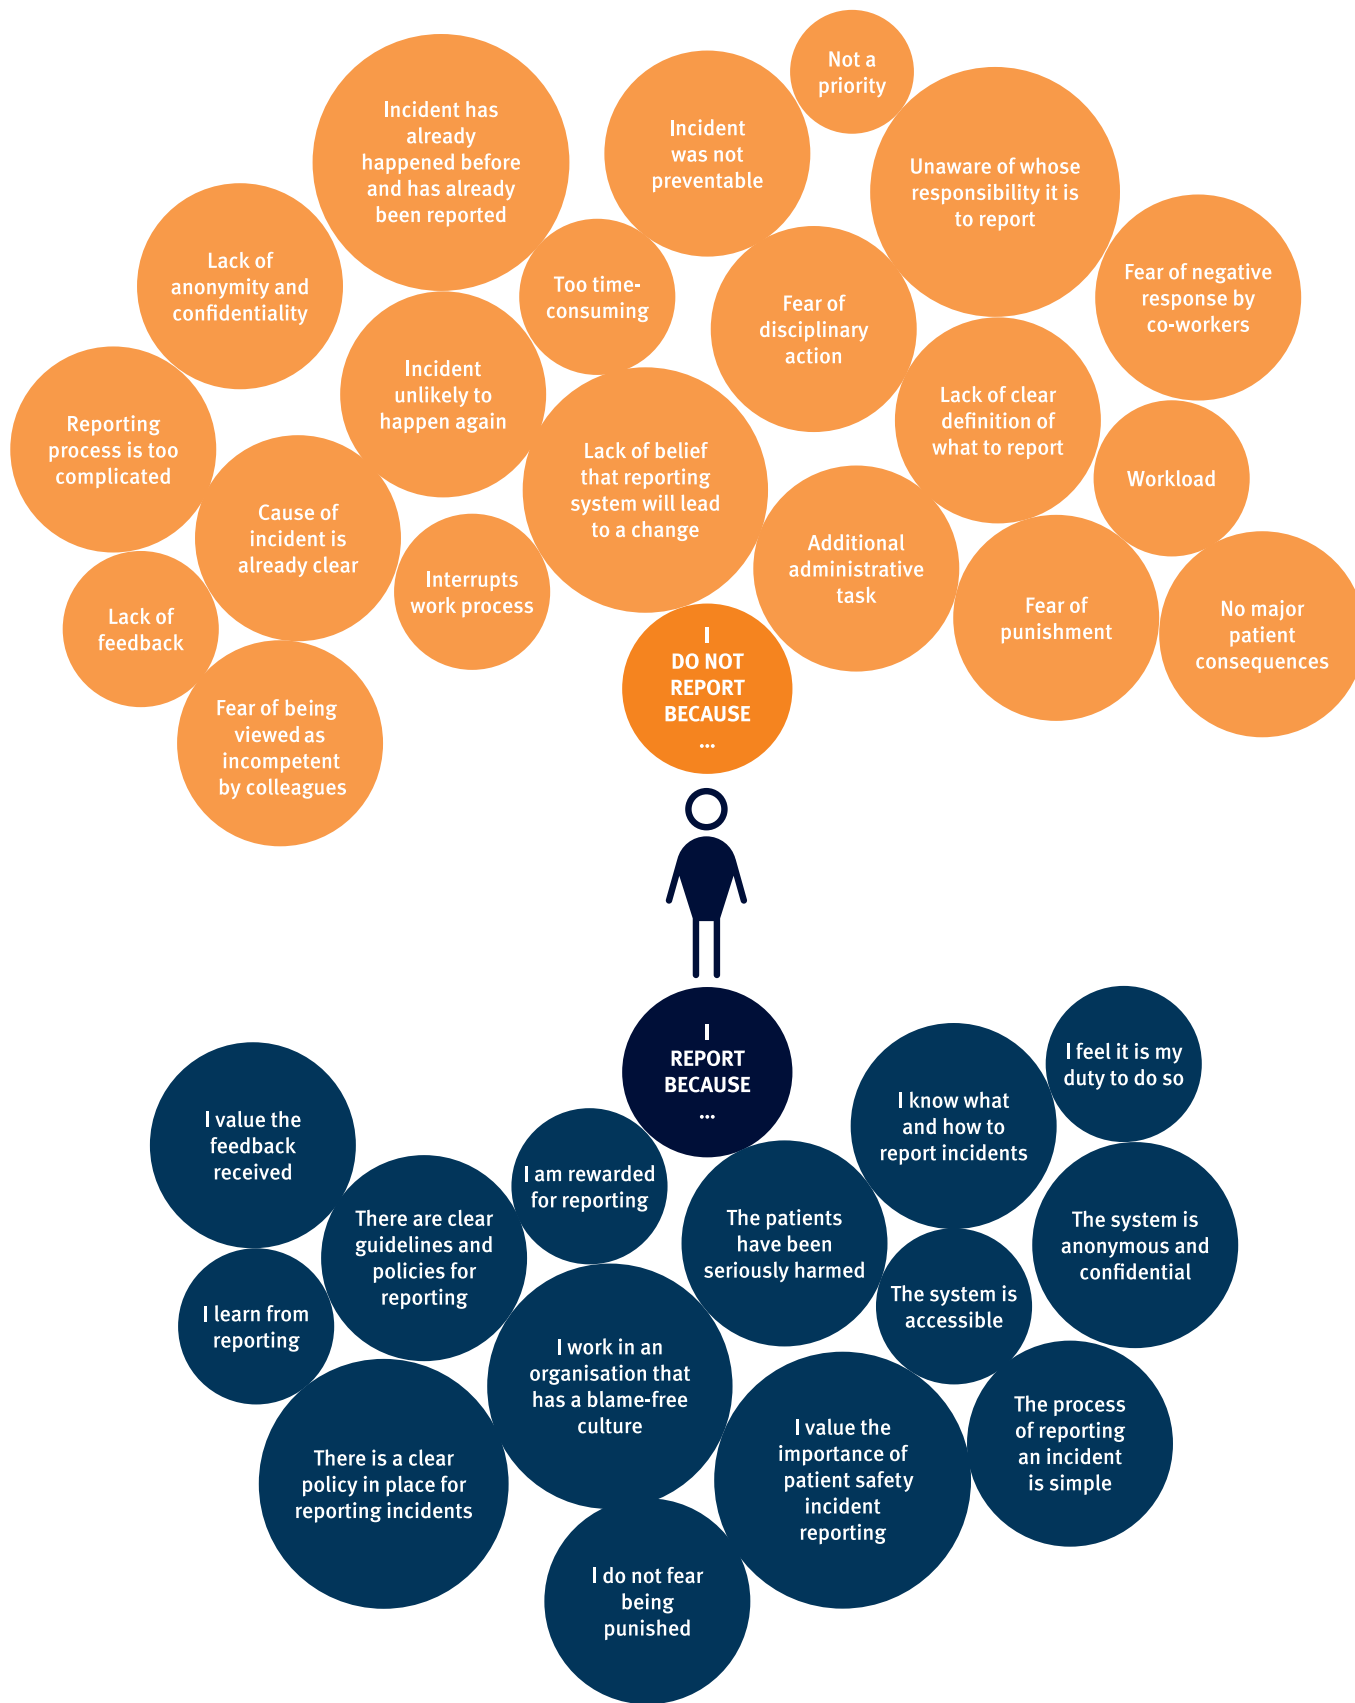 Not a
priority
Incident has
already
happened before
and has already
been reported
Incident
was not
preventable
Unaware of whose
responsibility it is
to report
Lack of
anonymity and
confidentiality
Too time-
consuming
Fear of
disciplinary
action
Fear of negative
response by
co-workers
Reporting
process is too
complicated
Incident
unlikely to
happen again
Lack of clear
definition of
what to report
Lack of belief
that reporting
system will lead
to a change
Workload
Cause of
incident is
already clear
Interrupts
work process
Additional
administrative
task
Fear of
punishment
No major
patient
consequences
Lack of
feedback
Fear of being
viewed as
incompetent
by colleagues
I
DO NOT
REPORT
BECAUSE
...
I
REPORT
BECAUSE
...
I feel it is my
duty to do so
I value the
feedback
received
I know what
and how to
report incidents
I am rewarded
for reporting
There are clear
guidelines and
policies for
reporting
The patients
have been
seriously harmed
The system is
anonymous and
confidential
I learn from
reporting
The system is
accessible
I work in an
organisation that
has a blame-free
culture
The process
of reporting
an incident
is simple
There is a clear
policy in place for
reporting incidents
I value the
importance of
patient safety
incident
reporting
I do not fear
being
punished